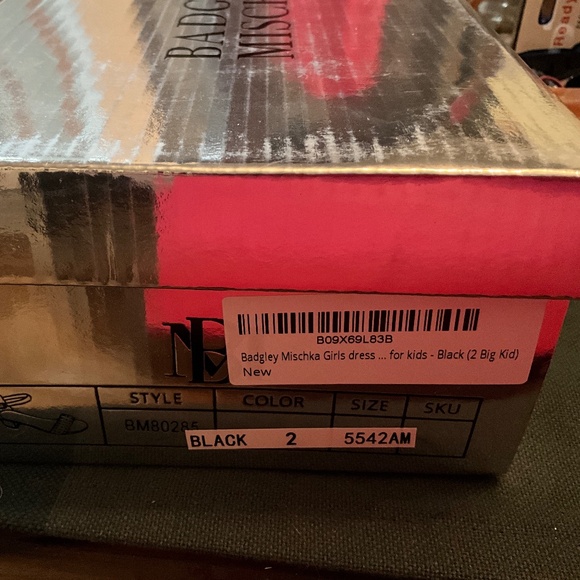 BADG
MISCH
B09X69L83B
Badgley Mischka Girls dress ... for kids - Black (2 Big Kid)
New
STYLE COLOR SIZE SKU
BM80285
BLACK 2 5542AM
Ready